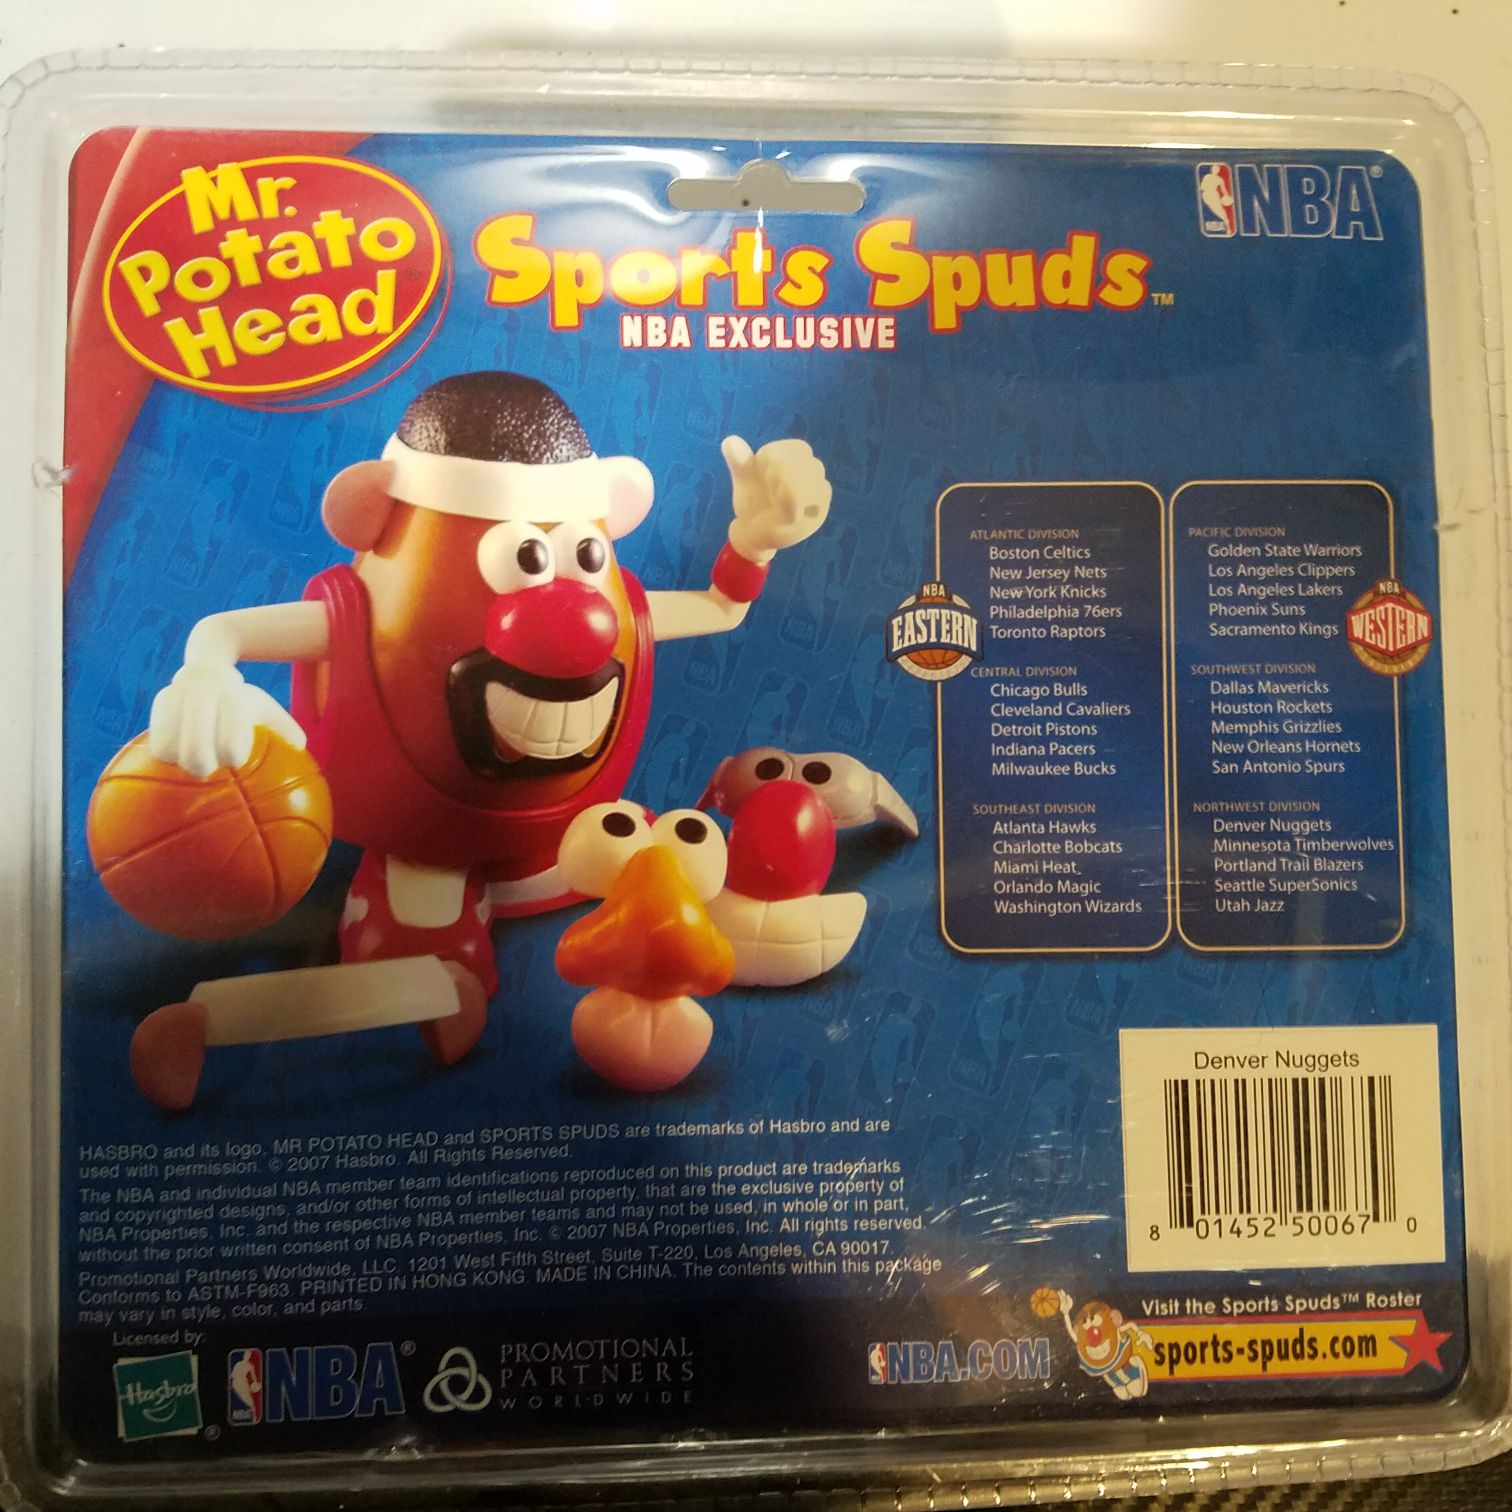 Mr.
Potato
Head®
Sports Spuds™
NBA EXCLUSIVE
NBA®
NBA
EASTERN
ATLANTIC DIVISION
Boston Celtics
New Jersey Nets
New York Knicks
Philadelphia 76ers
Toronto Raptors
CENTRAL DIVISION
Chicago Bulls
Cleveland Cavaliers
Detroit Pistons
Indiana Pacers
Milwaukee Bucks
SOUTHEAST DIVISION
Atlanta Hawks
Charlotte Bobcats
Miami Heat
Orlando Magic
Washington Wizards
NBA
WESTERN
PACIFIC DIVISION
Golden State Warriors
Los Angeles Clippers
Los Angeles Lakers
Phoenix Suns
Sacramento Kings
SOUTHWEST DIVISION
Dallas Mavericks
Houston Rockets
Memphis Grizzlies
New Orleans Hornets
San Antonio Spurs
NORTHWEST DIVISION
Denver Nuggets
Minnesota Timberwolves
Portland Trail Blazers
Seattle SuperSonics
Utah Jazz
Denver Nuggets
8 01452 50067 0
HASBRO and its logo, MR POTATO HEAD and SPORTS SPUDS are trademarks of Hasbro and are
used with permission. © 2007 Hasbro. All Rights Reserved.
The NBA and individual NBA member team identifications reproduced on this product are trademarks
and copyrighted designs, and/or other forms of intellectual property, that are the exclusive property of
NBA Properties, Inc. and the respective NBA member teams and may not be used, in whole or in part,
without the prior written consent of NBA Properties, Inc. © 2007 NBA Properties, Inc. All rights reserved.
Promotional Partners Worldwide, LLC 1201 West Fifth Street, Suite T-220, Los Angeles, CA 90017.
Conforms to ASTM-F963. PRINTED IN HONG KONG. MADE IN CHINA. The contents within this package
may vary in style, color, and parts.
Licensed by:
Hasbro®
NBA®
PROMOTIONAL
PARTNERS
WORLDWIDE
NBA.COM
Visit the Sports Spuds™ Roster
sports-spuds.com